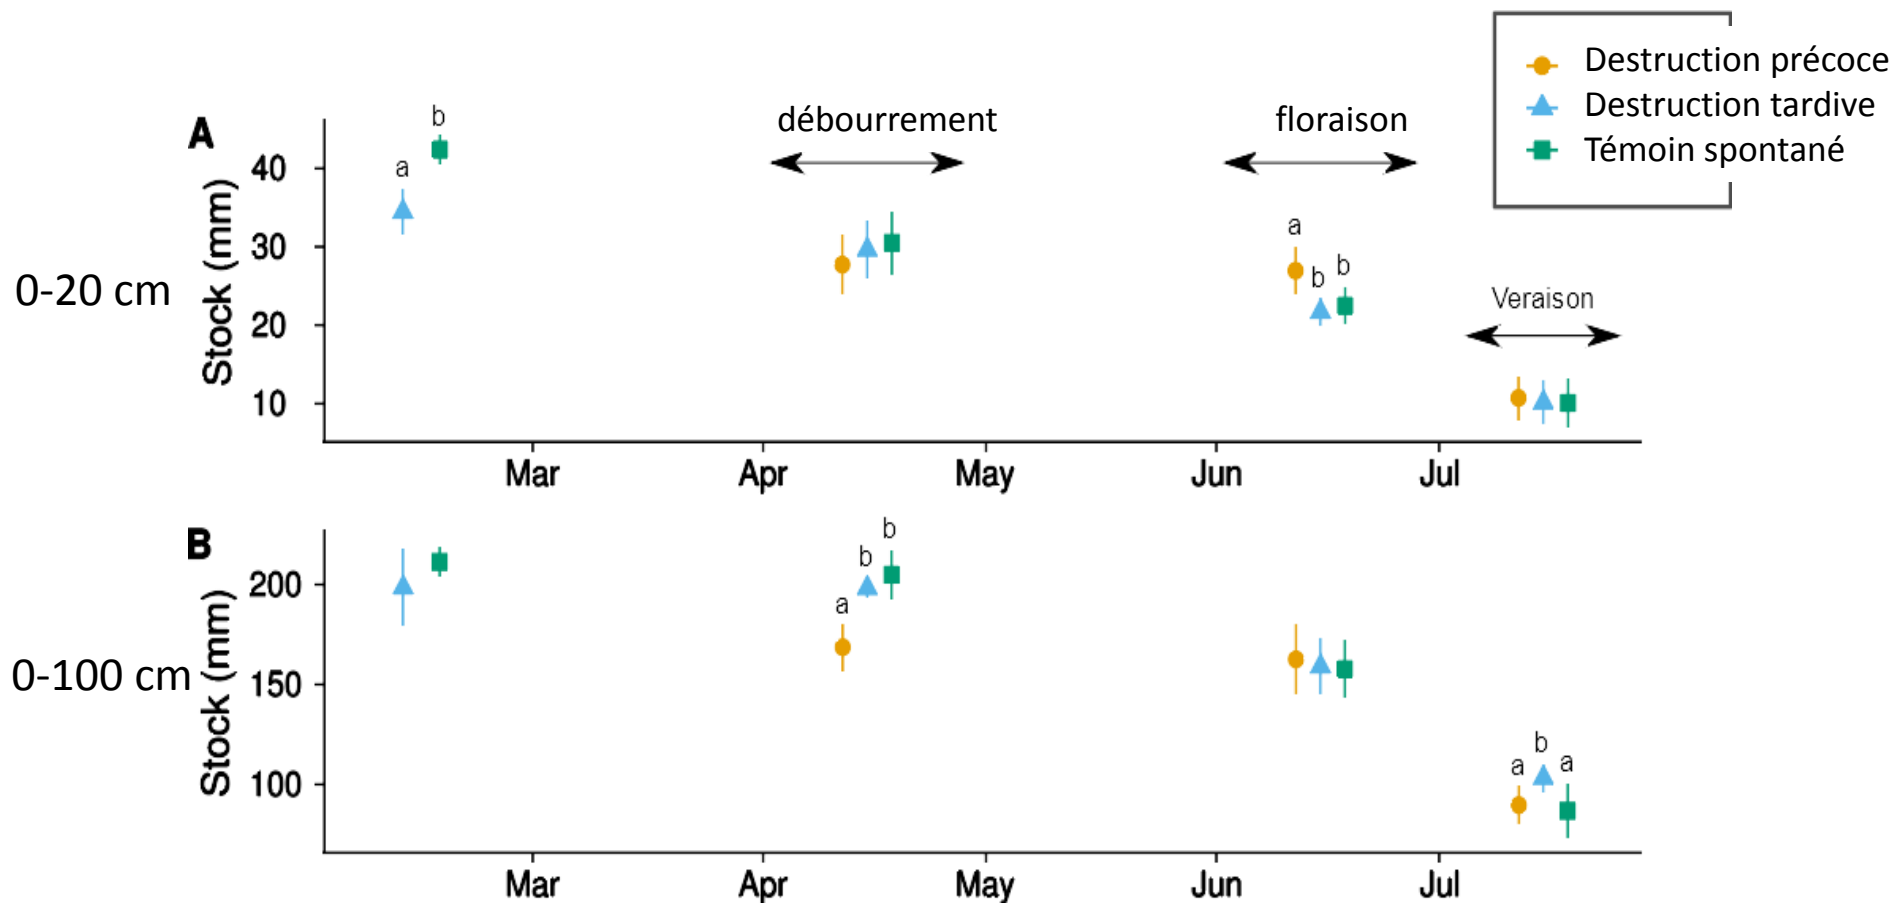 Destruction précoce
Destruction tardive
Témoin spontané
A
débourrement
floraison
b
a
a
b
b
Veraison
0-20 cm
Stock (mm)
40
30
20
10
Mar
Apr
May
Jun
Jul
B
b
b
a
a
b
a
0-100 cm
Stock (mm)
200
150
100
Mar
Apr
May
Jun
Jul